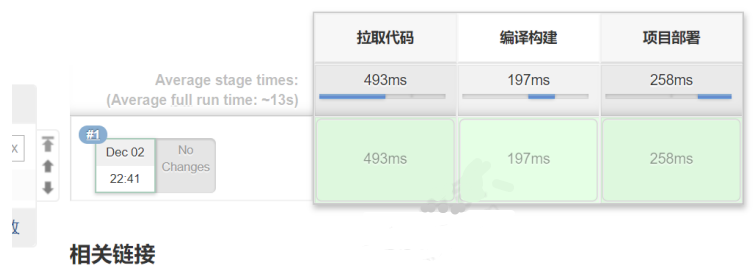 拉取代码 编译构建 项目部署
Average stage times: 493ms 197ms 258ms
(Average full run time: ~13s)
#1
Dec 02 No
Changes
22:41
493ms 197ms 258ms
x
相关链接